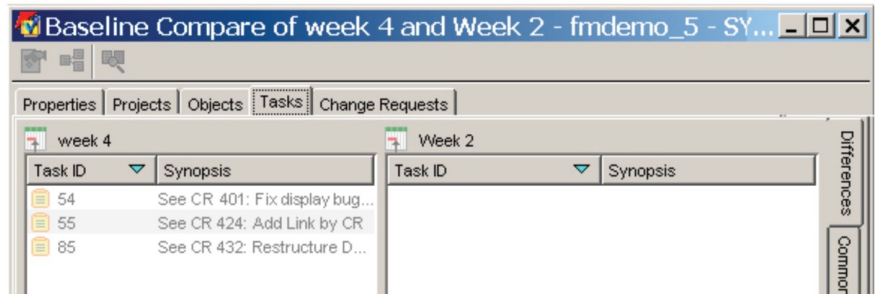 Baseline Compare of week 4 and Week 2 - fmdemo_5 - SY...
Properties Projects Objects Tasks Change Requests
week 4
Task ID Synopsis
54 See CR 401: Fix display bug...
55 See CR 424: Add Link by CR
85 See CR 432: Restructure D...
Week 2
Task ID Synopsis
Differences
Common